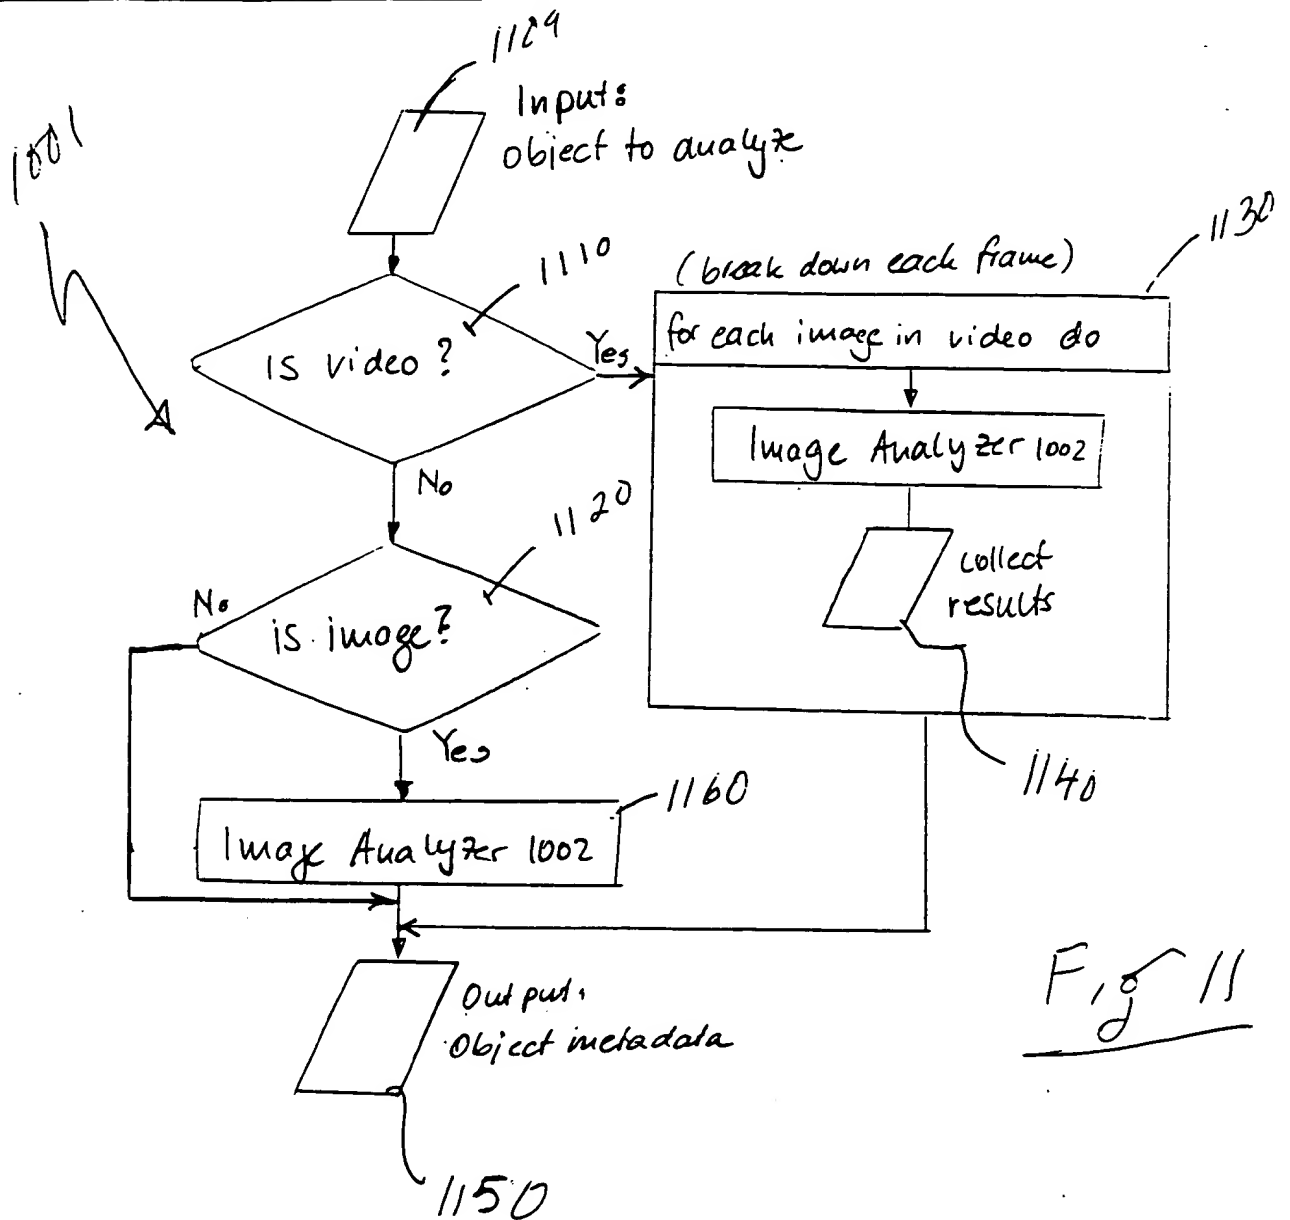 Input:
object to analyze
1001
1110
is video?
Yes
No
(break down each frame)
1130
for each image in video do
Image Analyzer 1002
collect
results
1140
1120
is image?
No
Yes
1160
Image Analyzer 1002
Output:
Object metadata
1150
Fig 11